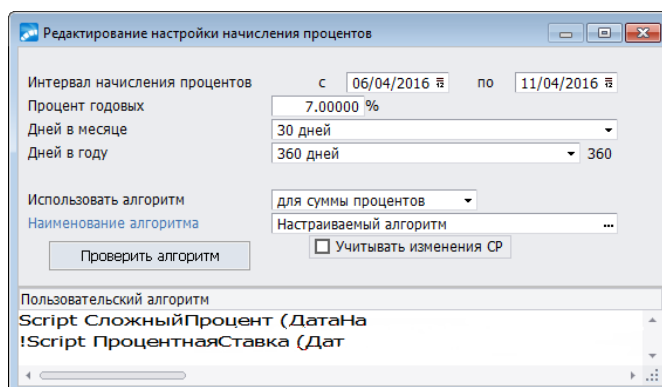 Редактирование настройки начисления процентов
Интервал начисления процентов с 06/04/2016 по 11/04/2016
Процент годовых 7.00000 %
Дней в месяце 30 дней
Дней в году 360 дней 360
Использовать алгоритм для суммы процентов
Наименование алгоритма Настраиваемый алгоритм ...
Проверить алгоритм Учитывать изменения СР
Пользовательский алгоритм
Script СложныйПроцент (ДатаНа
!Script ПроцентнаяСтавка (Дат